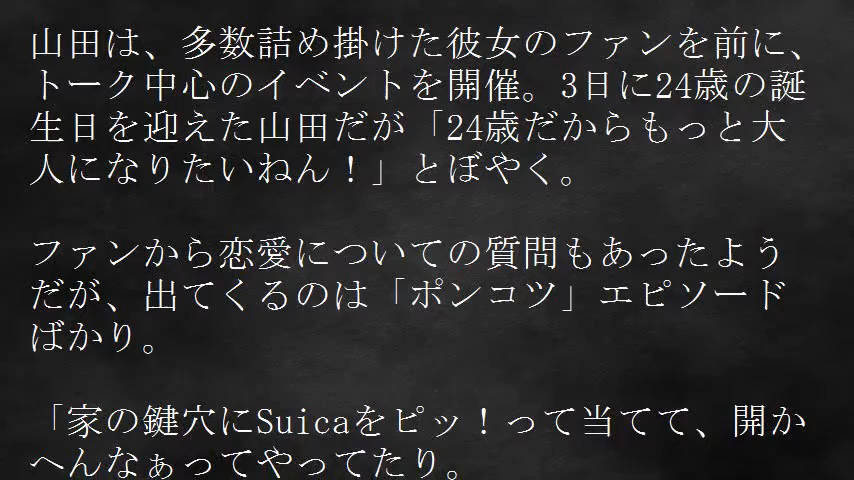 山田は、多数詰め掛けた彼女のファンを前に、
トーク中心のイベントを開催。3日に24歳の誕
生日を迎えた山田だが「24歳だからもっと大
人になりたいねん！」とぼやく。
ファンから恋愛についての質問もあったよう
だが、出てくるのは「ポンコツ」エピソード
ばかり。
「家の鍵穴にSuicaをピッ！って当てて、開か
へんなぁってやってたり。